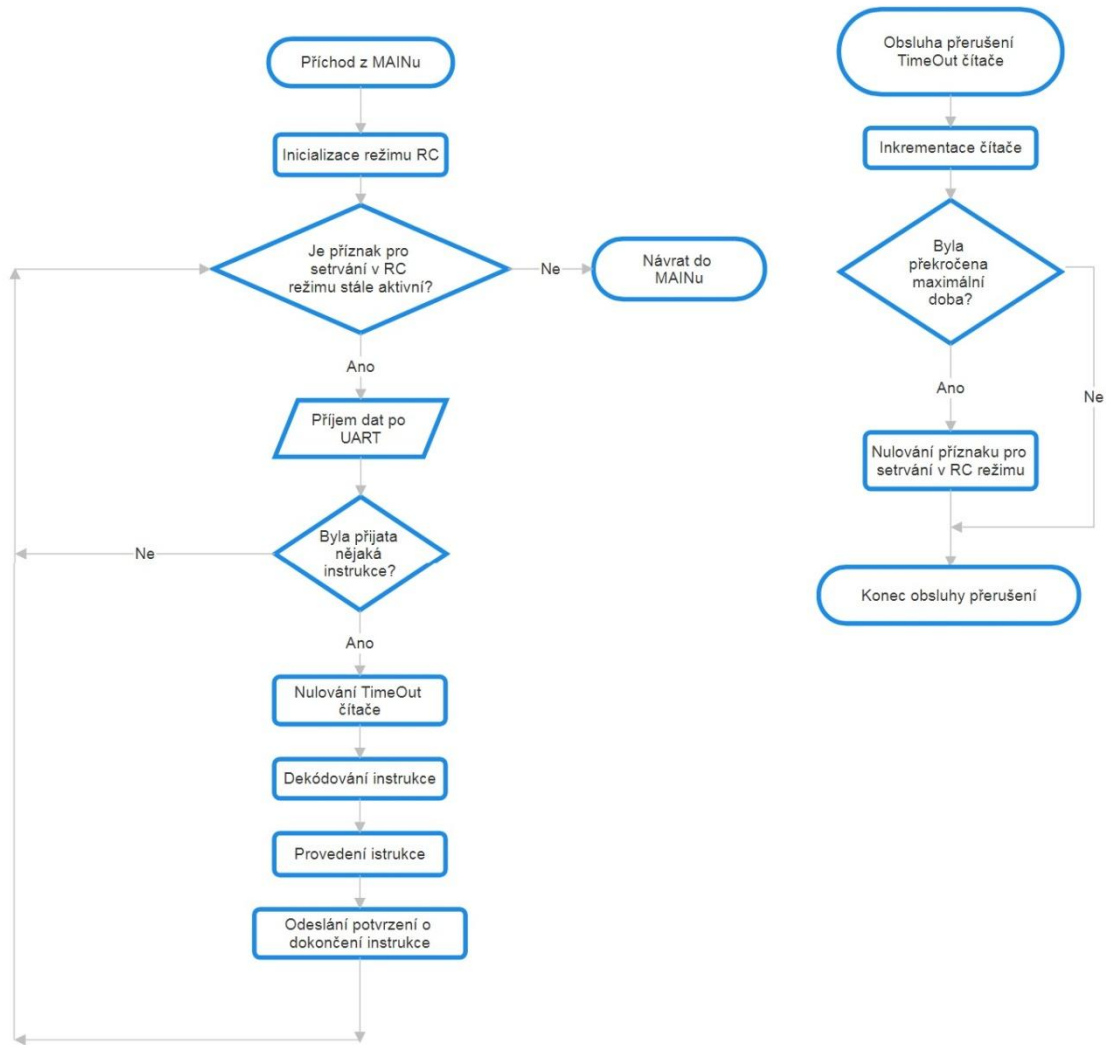 Příchod z MAINu
Inicializace režimu RC
Je příznak pro
setrvání v RC
režimu stále aktivní?
Ne
Návrat do
MAINu
Ano
Příjem dat po
UART
Byla přijata
nějaká
instrukce?
Ne
Ano
Nulování TimeOut
čítače
Dekódování instrukce
Provedení istrukce
Odeslání potvrzení o
dokončení instrukce
Obsluha přerušení
TimeOut čítače
Inkrementace čítače
Byla
překročena
maximální
doba?
Ano
Ne
Nulování příznaku pro
setrvání v RC režimu
Konec obsluhy přerušení